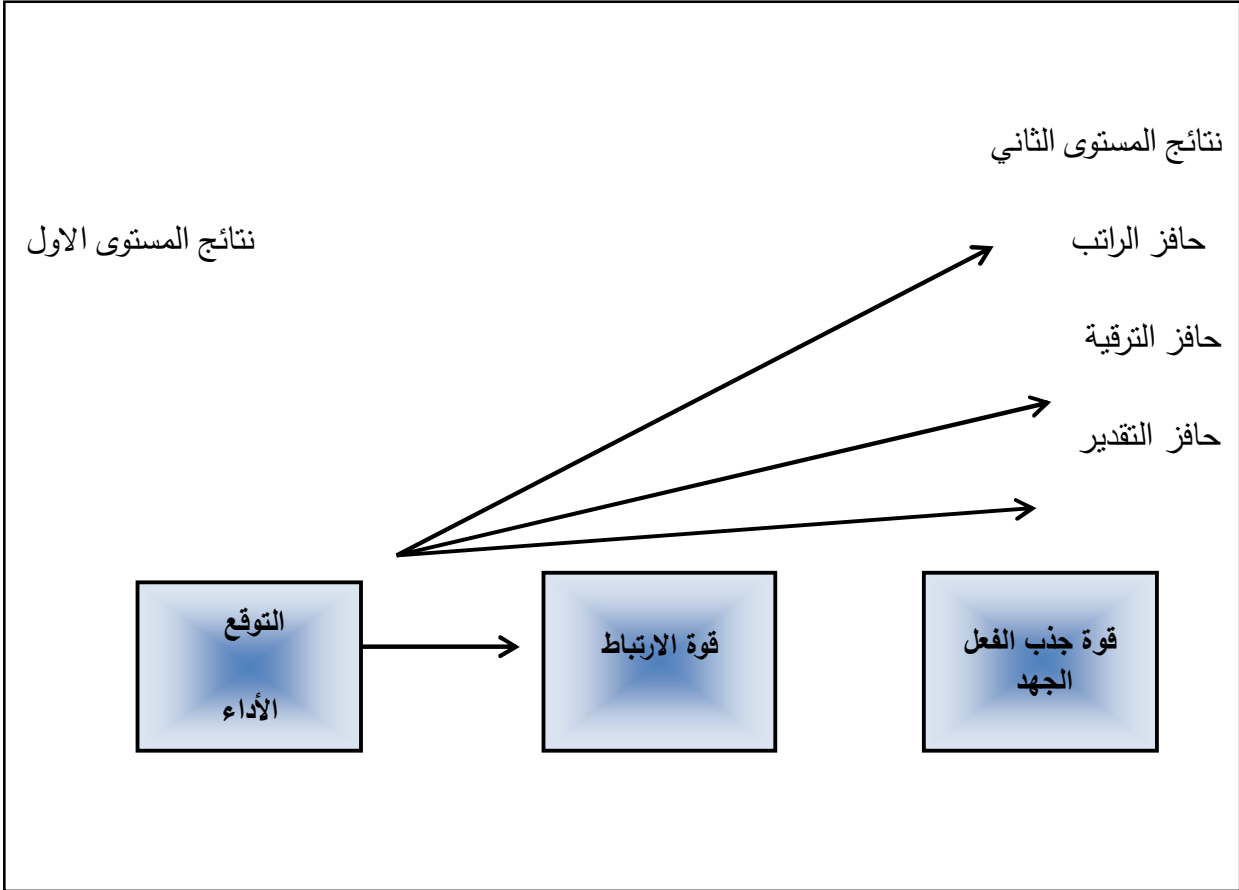 نتائج المستوى الثاني
نتائج المستوى الاول
حافز الراتب
حافز الترقية
حافز التقدير
التوقع
الأداء
قوة الارتباط
قوة جذب الفعل
الجهد